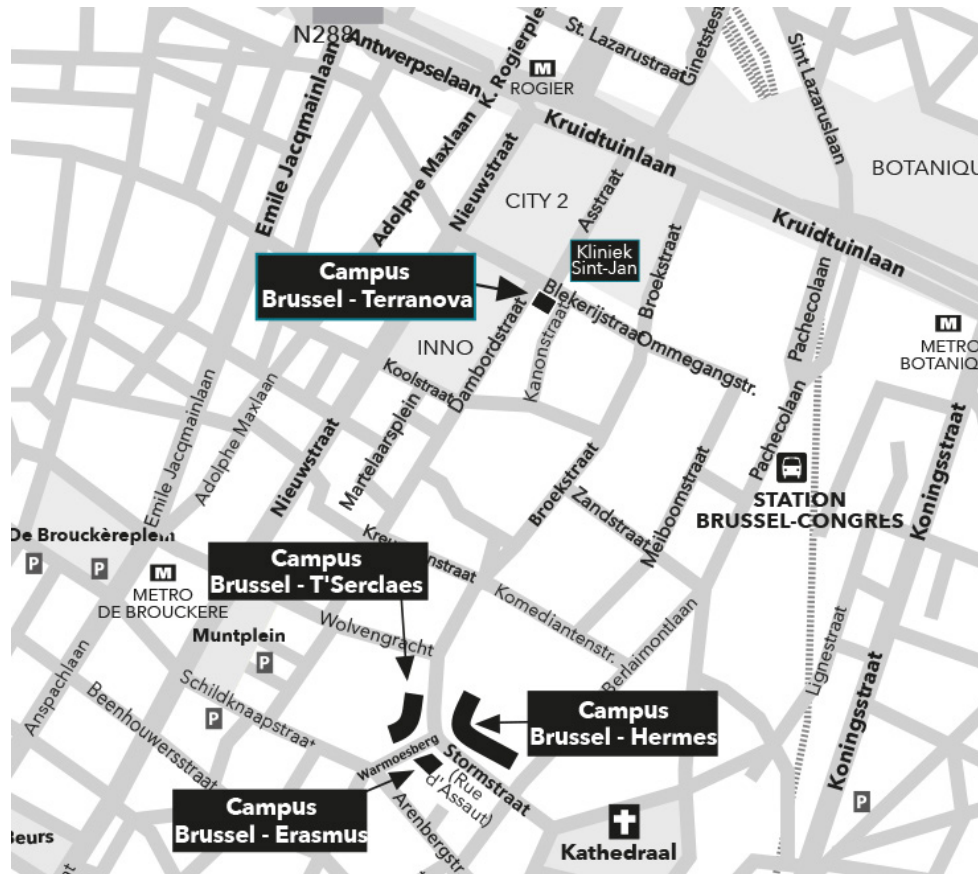 N288
Antwerpselaan
K. Rogierple
St. Lazarustraat
Ginetstest
Sint Lazaruslaan
M
ROGIER
Emile Jacqmainlaan
Adolphe Maxlaan
Nieuwstraat
Kruidtuinlaan
BOTANIQU
CITY 2
Asstraat
Kliniek
Sint-Jan
Broekstraat
Kruidtuinlaan
Pachecolaan
Campus
Brussel - Terranova
Blekerijstraat
Ommegangstr.
M
METRO
BOTANIQ
INNO
Koolstraat
Dambordstraat
Kanonstraat
Martelaarsplein
Emile Jacqmainlaan
Adolphe Maxlaan
Nieuwstraat
Broekstraat
Zandstraat
Meiboomstraat
Pachecolaan
STATION
BRUSSEL-CONGRES
Koningsstraat
De Brouckèreplein
P
P
M
METRO
DE BROUCKERE
Campus
Brussel - T'Serclaes
Komediantenstr.
Berlaimontlaan
Lignestraat
Muntplein
P
Wolvengracht
Anspachlaan
Beenhouwersstraat
Schildknaapstraat
P
Campus
Brussel - Hermes
Koningsstraat
Warmoesberg
Stormstraat
(Rue
d'Assaut)
Campus
Brussel - Erasmus
Arenbergstr
Kathedraal
P
Beurs